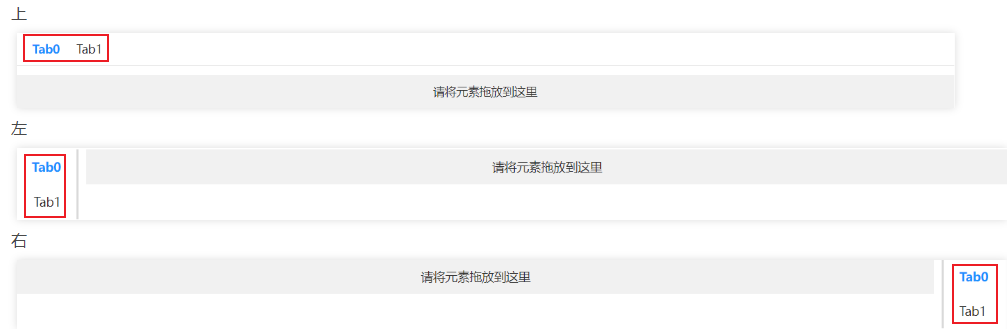 上
Tab0 Tab1
请将元素拖放到这里
左
Tab0 请将元素拖放到这里
Tab1
右
请将元素拖放到这里 Tab0
Tab1